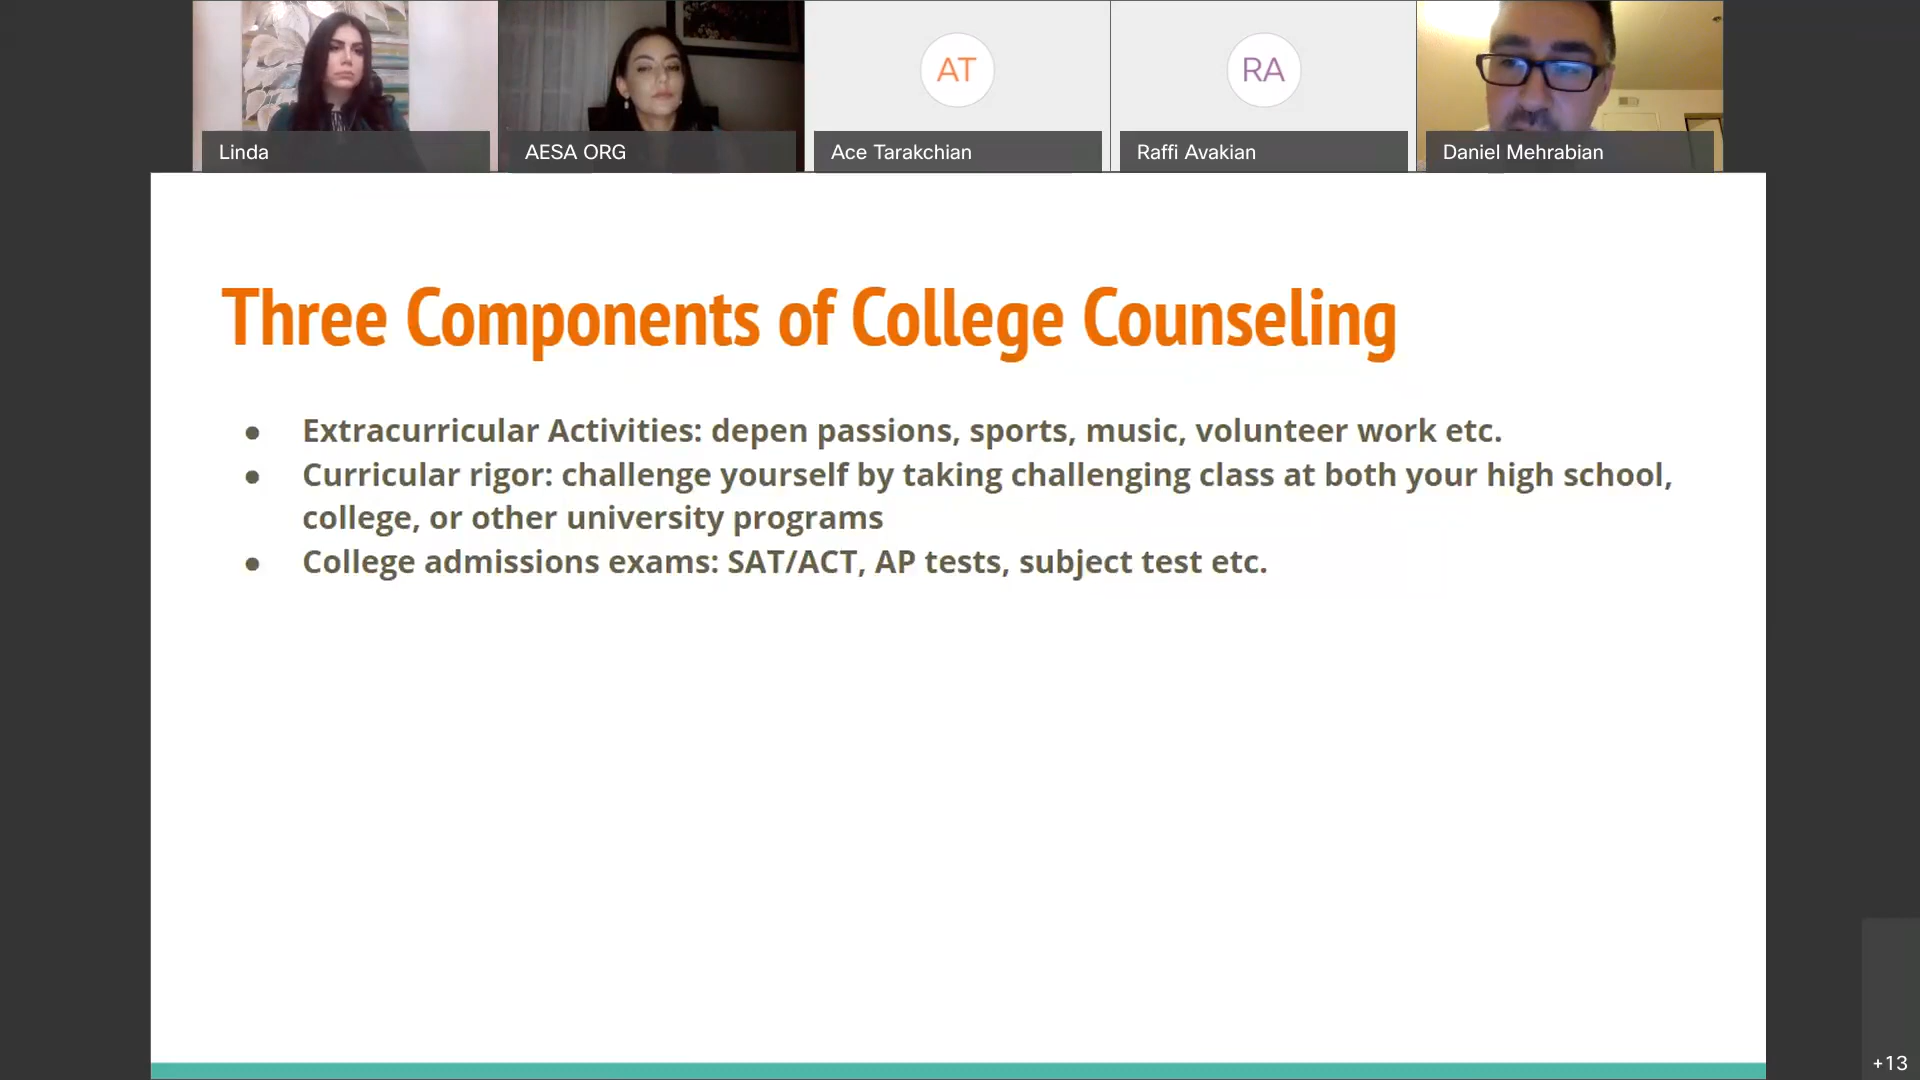 Linda
AESA ORG
AT
Ace Tarakchian
RA
Raffi Avakian
Daniel Mehrabian
Three Components of College Counseling
● Extracurricular Activities: depen passions, sports, music, volunteer work etc.
● Curricular rigor: challenge yourself by taking challenging class at both your high school,
college, or other university programs
● College admissions exams: SAT/ACT, AP tests, subject test etc.
+13